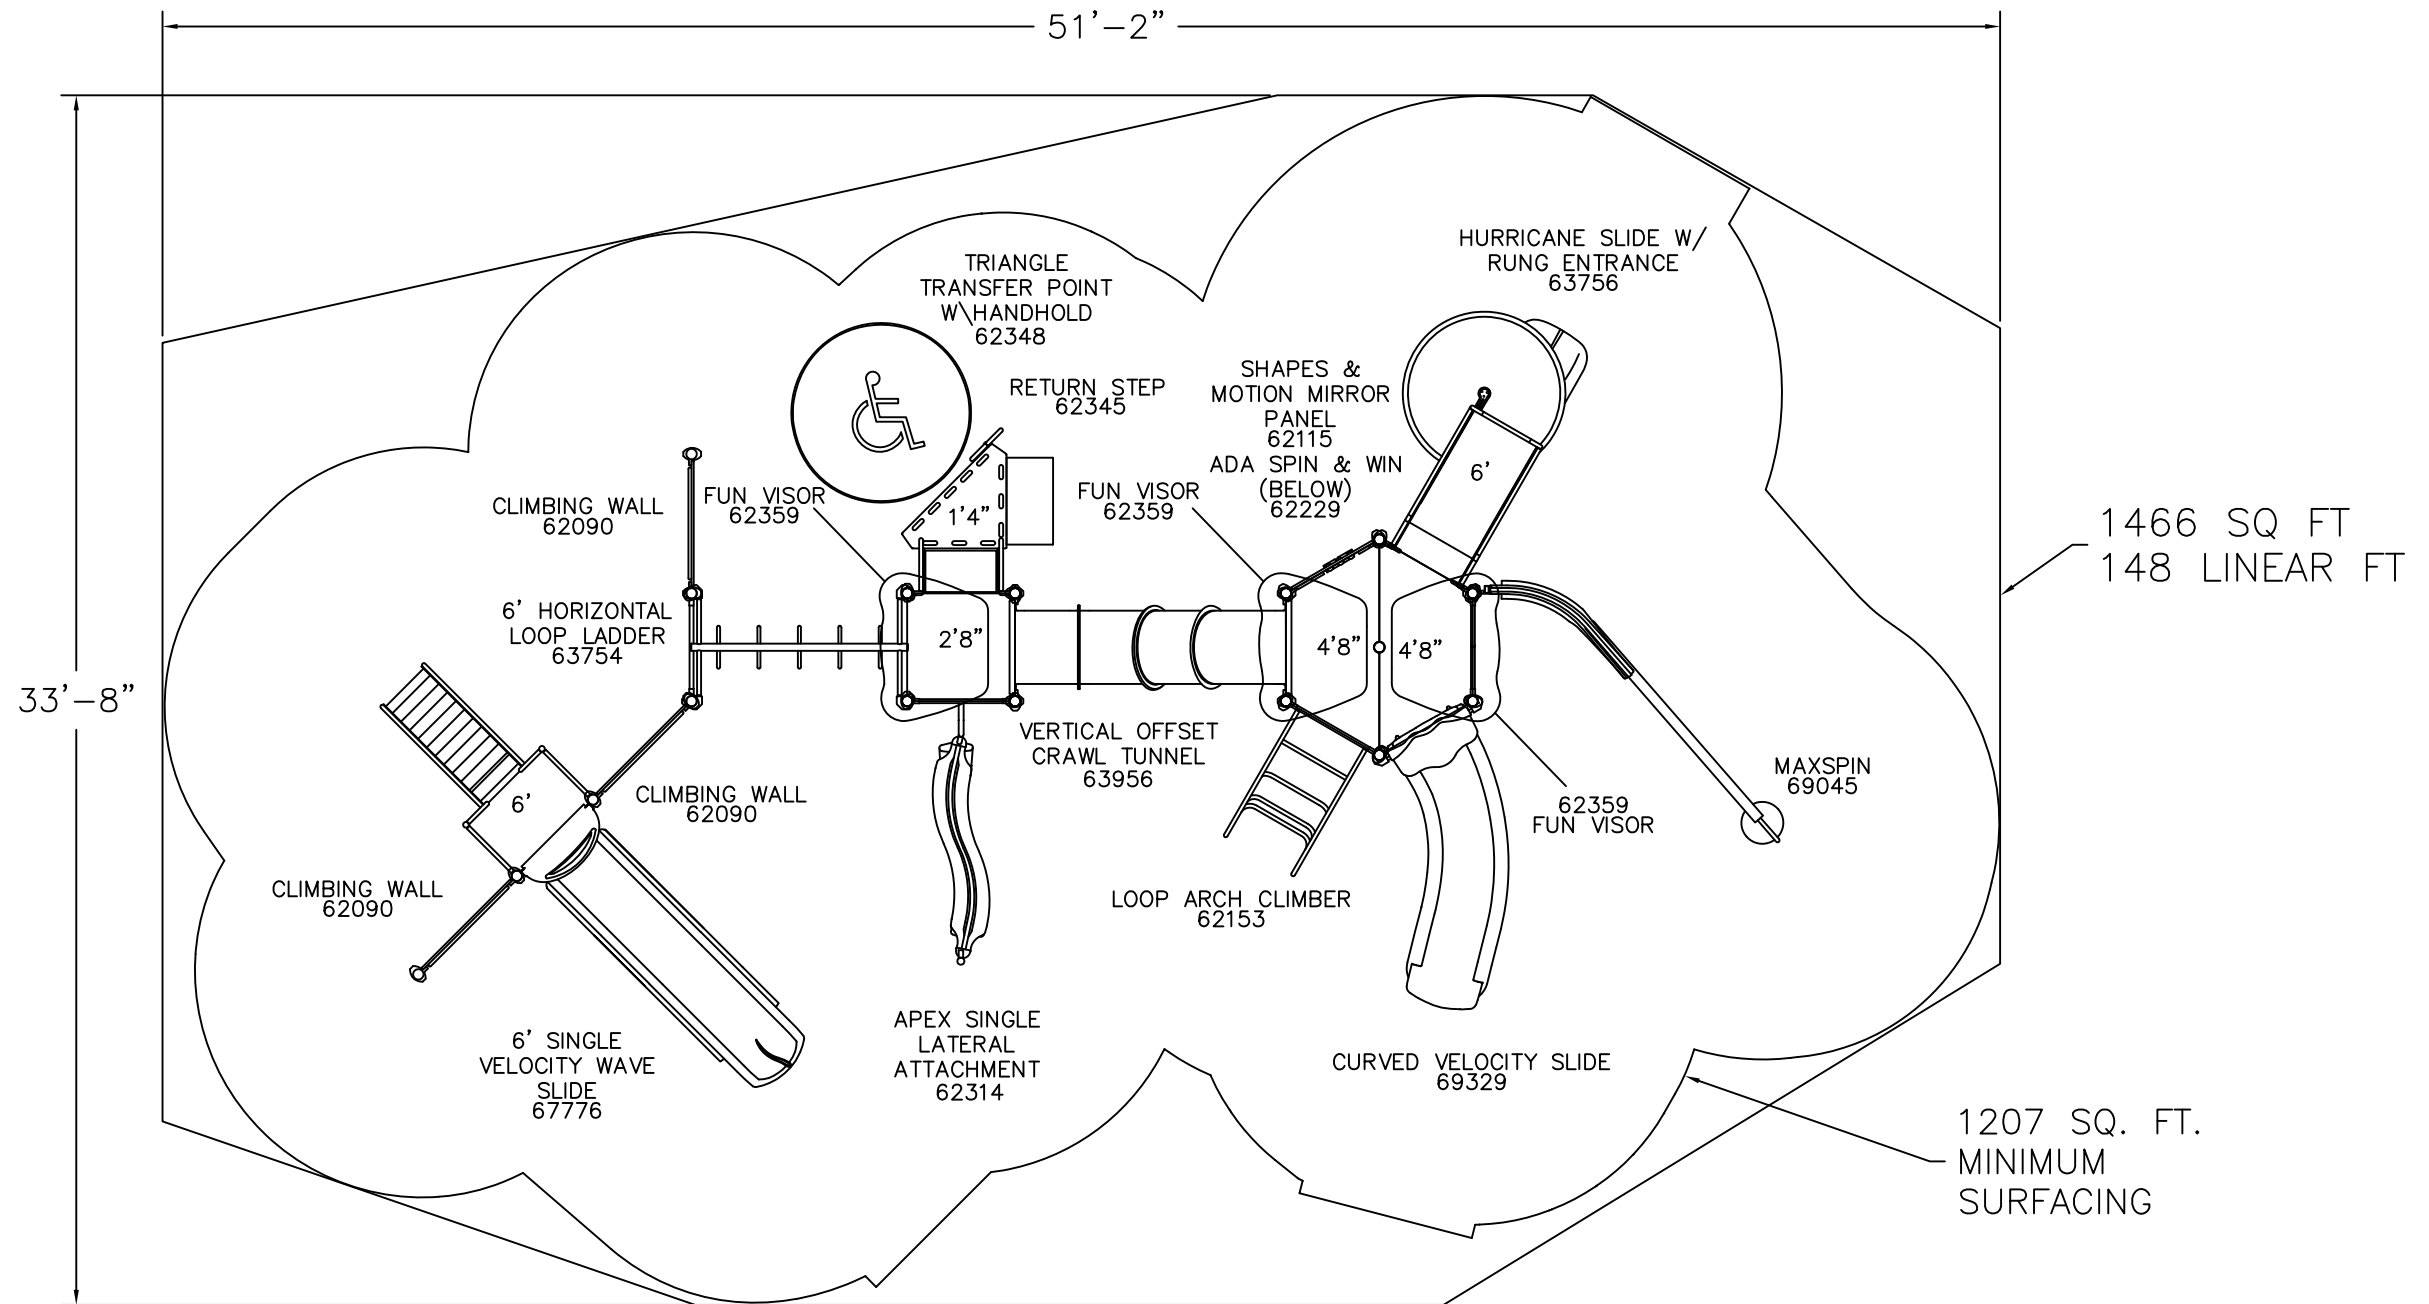 51'-2"
33'-8"
HURRICANE SLIDE W/
RUNG ENTRANCE
63756
TRIANGLE
TRANSFER POINT
W\HANDHOLD
62348
RETURN STEP
62345
SHAPES &
MOTION MIRROR
PANEL
62115
ADA SPIN & WIN
(BELOW)
62229
FUN VISOR
62359
FUN VISOR
62359
CLIMBING WALL
62090
6'
1'4"
1466 SQ FT
148 LINEAR FT
6' HORIZONTAL
LOOP LADDER
63754
2'8"
4'8"
4'8"
VERTICAL OFFSET
CRAWL TUNNEL
63956
MAXSPIN
69045
6'
CLIMBING WALL
62090
62359
FUN VISOR
CLIMBING WALL
62090
LOOP ARCH CLIMBER
62153
6' SINGLE
VELOCITY WAVE
SLIDE
67776
APEX SINGLE
LATERAL
ATTACHMENT
62314
CURVED VELOCITY SLIDE
69329
1207 SQ. FT.
MINIMUM
SURFACING